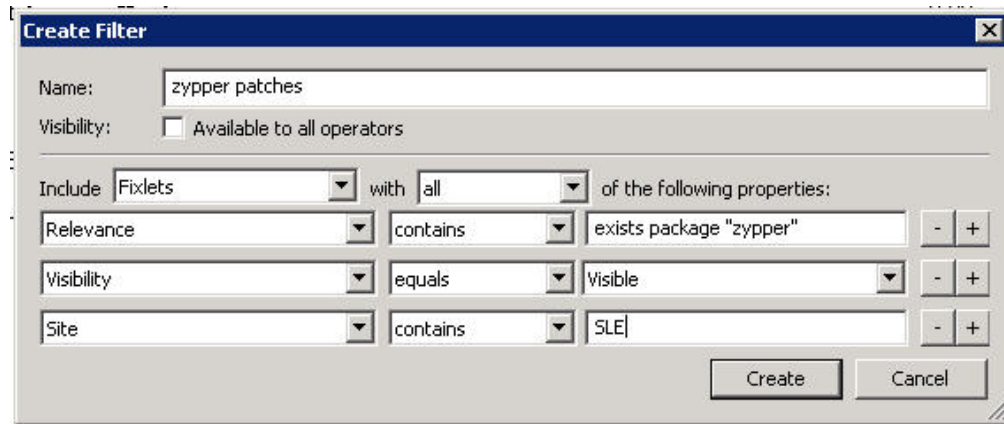 Create Filter
Name: zypper patches
Visibility: Available to all operators
Include Fixlets with all of the following properties:
Relevance contains exists package "zypper" - +
Visibility equals Visible - +
Site contains SLE - +
Create Cancel